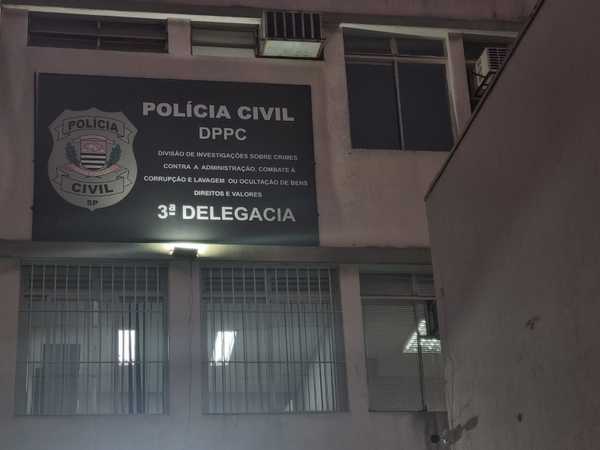 POLÍCIA CIVIL
DPPC
DIVISÃO DE INVESTIGAÇÕES SOBRE CRIMES
CONTRA A ADMINISTRAÇÃO, COMBATE À
CORRUPÇÃO E LAVAGEM OU OCULTAÇÃO DE BENS
DIREITOS E VALORES
3ª DELEGACIA
POLÍCIA
CIVIL
SP